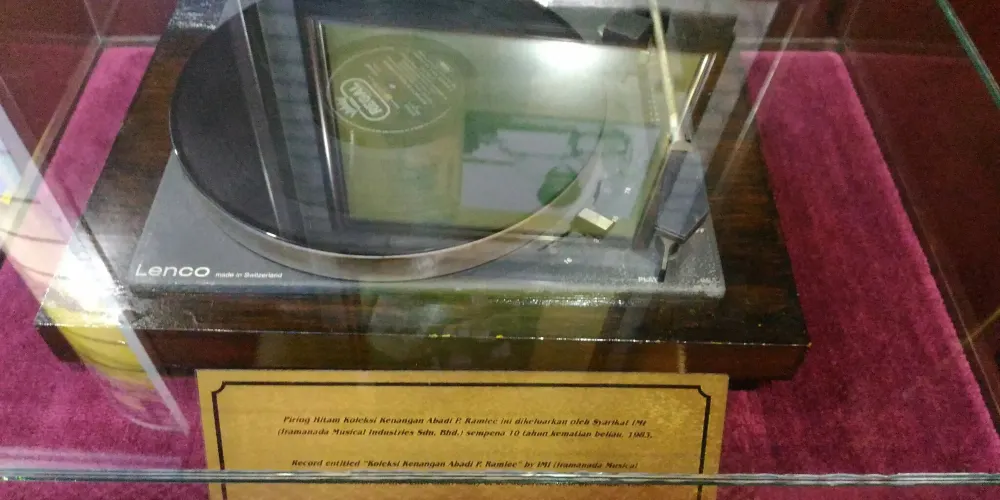 REGAL
Lenco made in Switzerland
Piring Hitam Koleksi Kenangan Abadi P. Ramlee ini dikeluarkan oleh Syarikat IMI
(Iramanada Musical Industries Sdn. Bhd.) sempena 10 tahun kematian beliau, 1983.
Record entitled "Koleksi Kenangan Abadi P. Ramlee" by IMI (Iramanada Musical